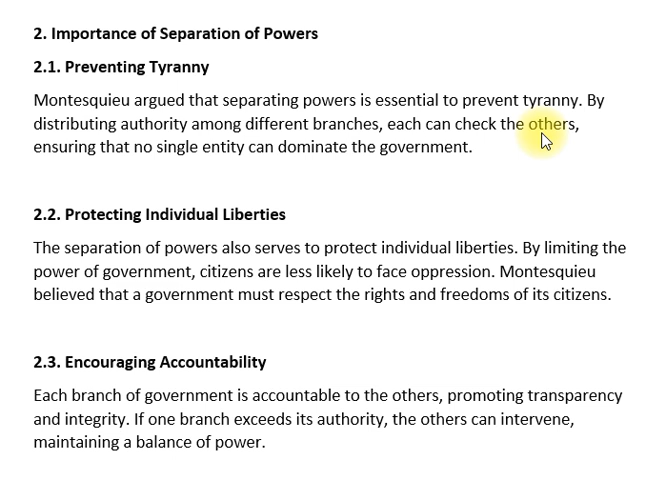 2. Importance of Separation of Powers
2.1. Preventing Tyranny
Montesquieu argued that separating powers is essential to prevent tyranny. By
distributing authority among different branches, each can check the others,
ensuring that no single entity can dominate the government.
2.2. Protecting Individual Liberties
The separation of powers also serves to protect individual liberties. By limiting the
power of government, citizens are less likely to face oppression. Montesquieu
believed that a government must respect the rights and freedoms of its citizens.
2.3. Encouraging Accountability
Each branch of government is accountable to the others, promoting transparency
and integrity. If one branch exceeds its authority, the others can intervene,
maintaining a balance of power.